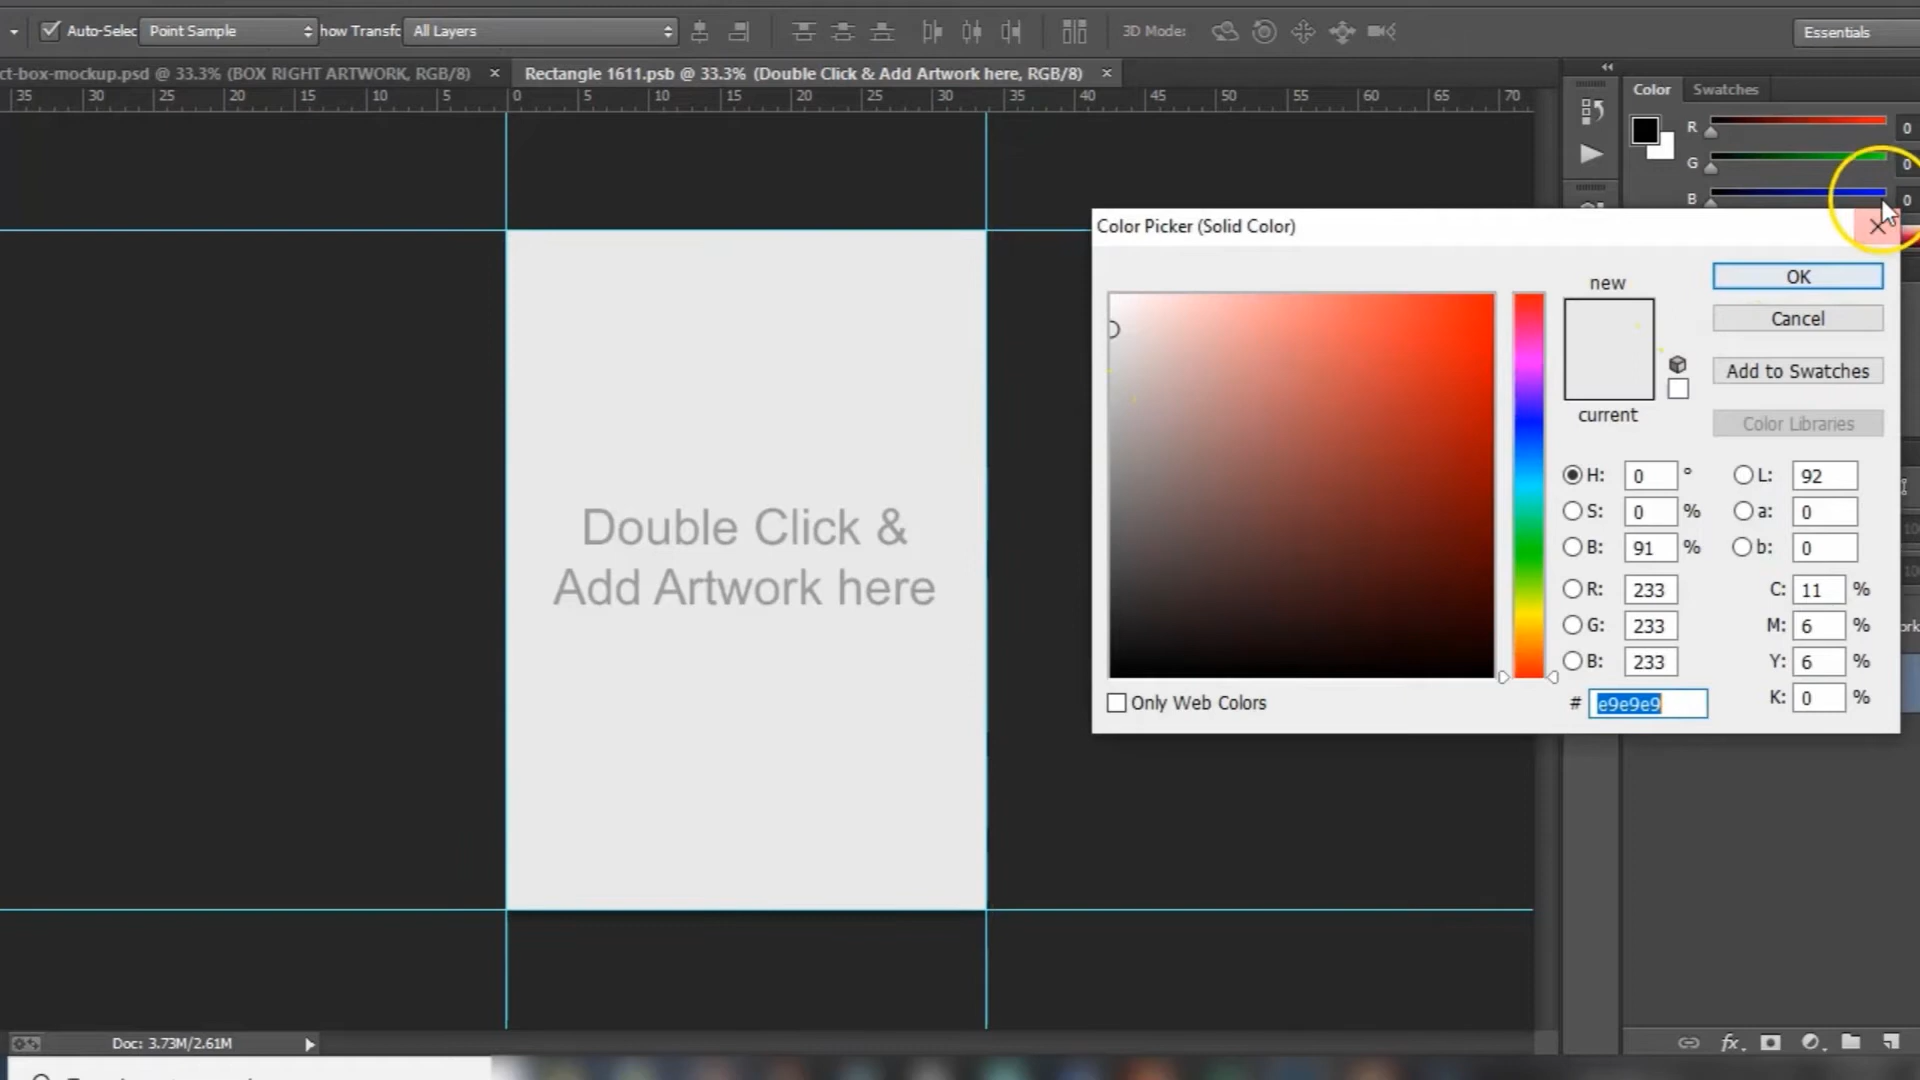 Auto-Selec Point Sample how Transfc All Layers 3D Mode: Essentials
ct-box-mockup.psd @ 33.3% (BOX RIGHT ARTWORK, RGB/8) × Rectangle 1611.psb @ 33.3% (Double Click & Add Artwork here, RGB/8) ×
35 30 25 20 15 10 5 0 5 10 15 20 25 30 35 40 45 50 55 60 65 70
Color Swatches
R 0
G 0
B 0
Color Picker (Solid Color)
new
OK
Cancel
Add to Swatches
current
Color Libraries
H: 0 ° L: 92
S: 0 % a: 0
B: 91 % b: 0
R: 233 C: 11 %
G: 233 M: 6 %
B: 233 Y: 6 %
# e9e9e9 K: 0 %
Only Web Colors
Double Click &
Add Artwork here
Doc: 3.73M/2.61M
fx